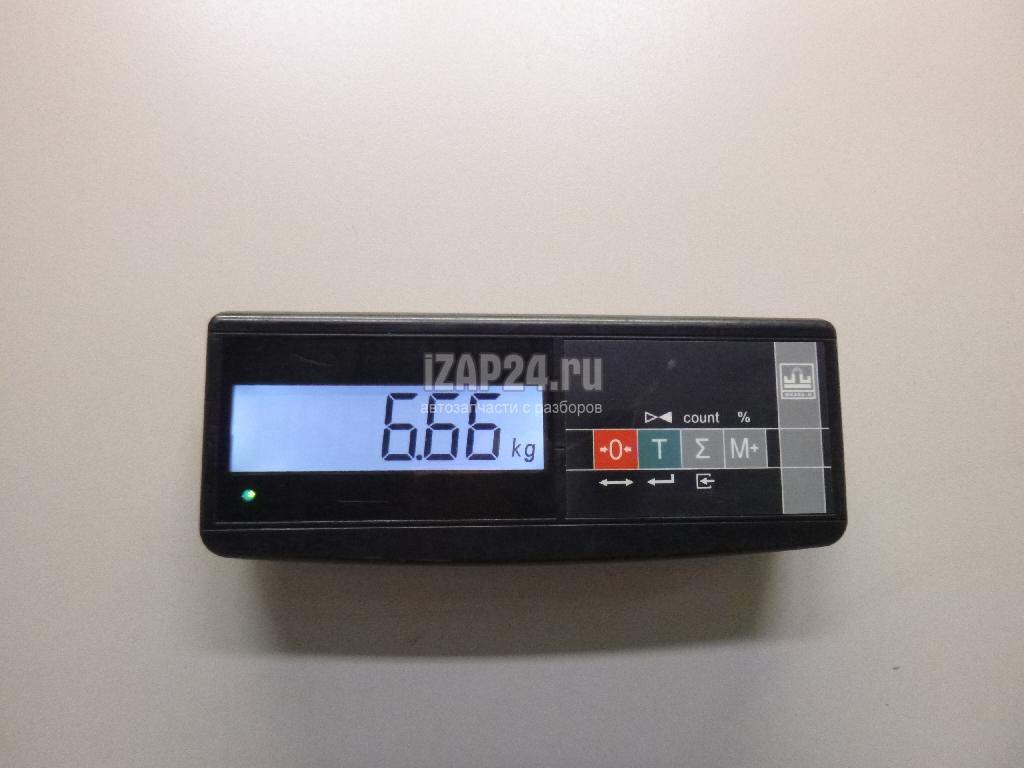 iZAP24.ru
автозапчасти с разборов
6.66 kg
count %
→0← T Σ M+